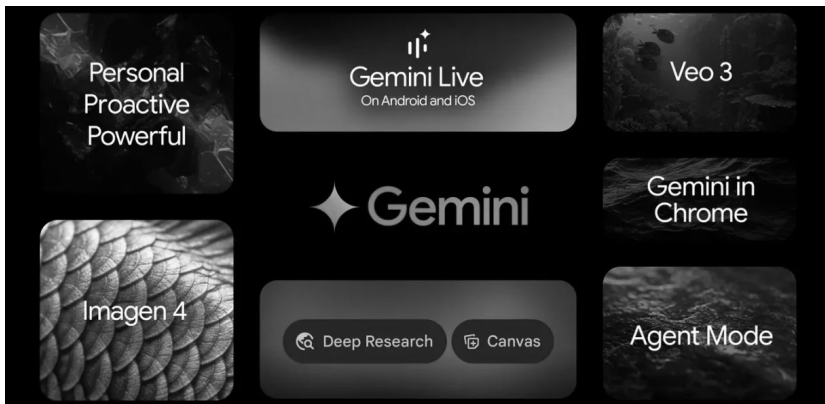 Personal
Proactive
Powerful
Gemini Live
On Android and iOS
Veo 3
Gemini
Gemini in
Chrome
Imagen 4
Deep Research
Canvas
Agent Mode